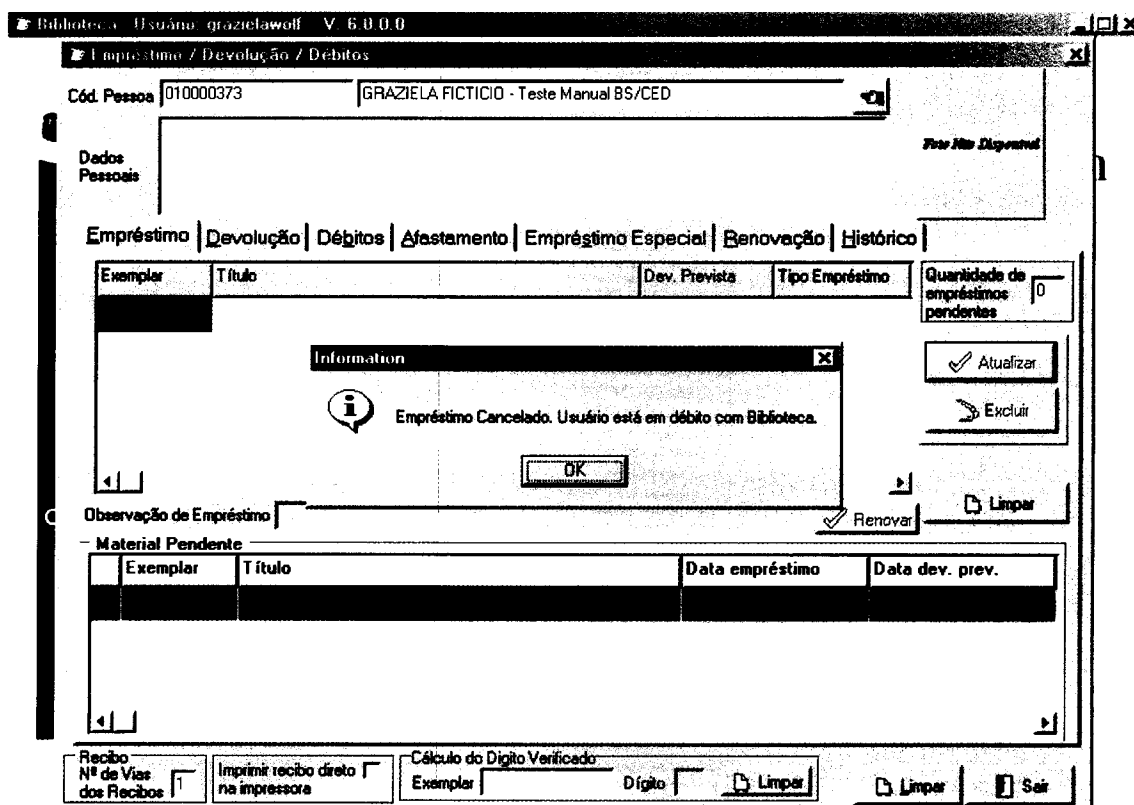 Biblioteca Usuário: grazielawolf V. 6.0.0.0
Empréstimo / Devolução / Débitos
Cód. Pessoa 010000373 GRAZIELA FICTICIO - Teste Manual BS/CED
Dados Pessoais
Foto Não Disponível
Empréstimo Devolução Débitos Afastamento Empréstimo Especial Renovação Histórico
Exemplar Título Dev. Prevista Tipo Empréstimo
Quantidade de
empréstimos 0
pendentes
Information
Atualizar
Empréstimo Cancelado. Usuário está em débito com Biblioteca.
Excluir
OK
Observação de Empréstimo
Renovar
Limpar
Material Pendente
Exemplar Título Data empréstimo Data dev. prev.
Recibo
Nº de Vias
dos Recibos 1
Imprimir recibo direto
na impressora
Cálculo do Digito Verificado
Exemplar Dígito Limpar
Limpar Sair